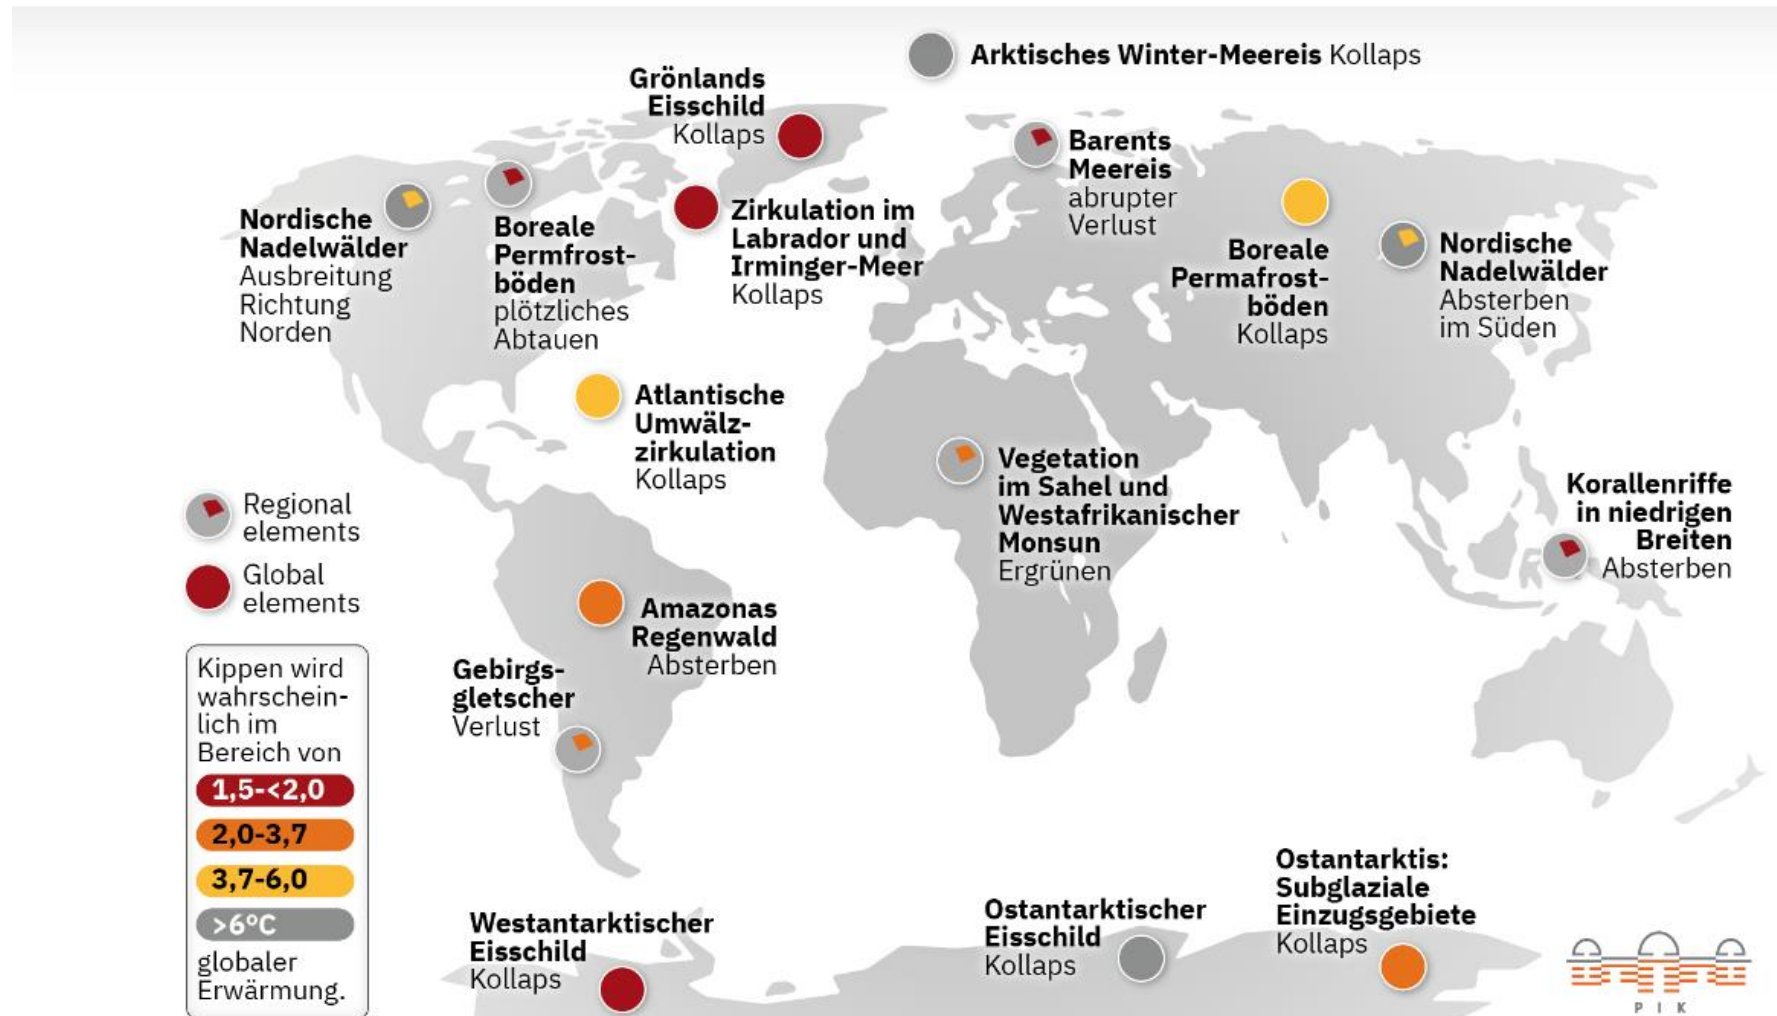 Arktisches Winter-Meereis Kollaps
Grönlands
Eisschild
Kollaps
Barents
Meereis
abrupter
Verlust
Nordische
Nadelwälder
Ausbreitung
Richtung
Norden
Boreale
Permfrost-
böden
plötzliches
Abtauen
Zirkulation im
Labrador und
Irminger-Meer
Kollaps
Boreale
Permafrost-
böden
Kollaps
Nordische
Nadelwälder
Absterben
im Süden
Atlantische
Umwälz-
zirkulation
Kollaps
Vegetation
im Sahel und
Westafrikanischer
Monsun
Ergrünen
Korallenriffe
in niedrigen
Breiten
Absterben
Regional
elements
Global
elements
Amazonas
Regenwald
Absterben
Gebirgs-
gletscher
Verlust
Kippen wird
wahrschein-
lich im
Bereich von
1,5-<2,0
2,0-3,7
3,7-6,0
>6°C
globaler
Erwärmung.
Westantarktischer
Eisschild
Kollaps
Ostantarktischer
Eisschild
Kollaps
Ostantarktis:
Subglaziale
Einzugsgebiete
Kollaps
PIK